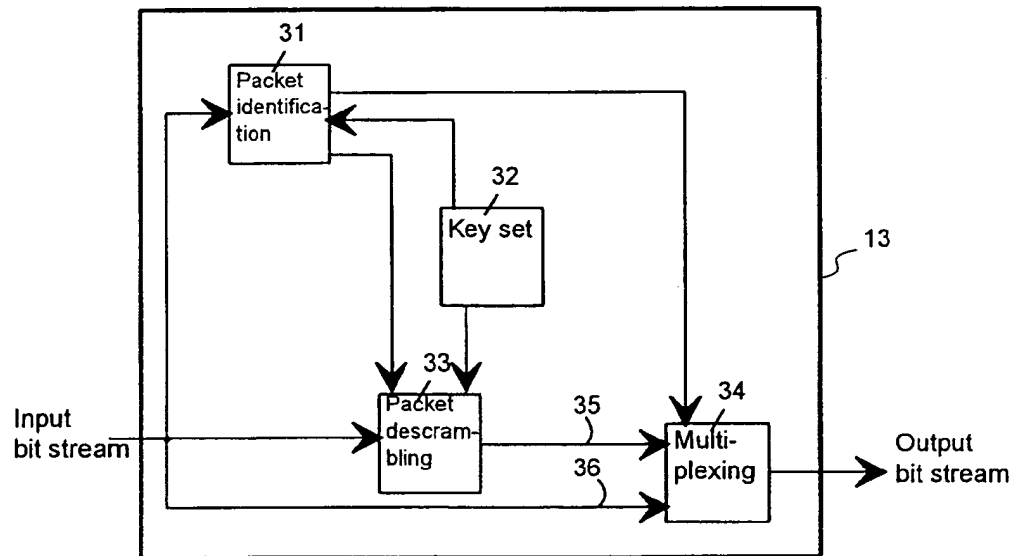 31
Packet
identifica-
tion
32
Key set
13
33
Packet
descram-
bling
35
34
Multi-
plexing
36
Input
bit stream
Output
bit stream